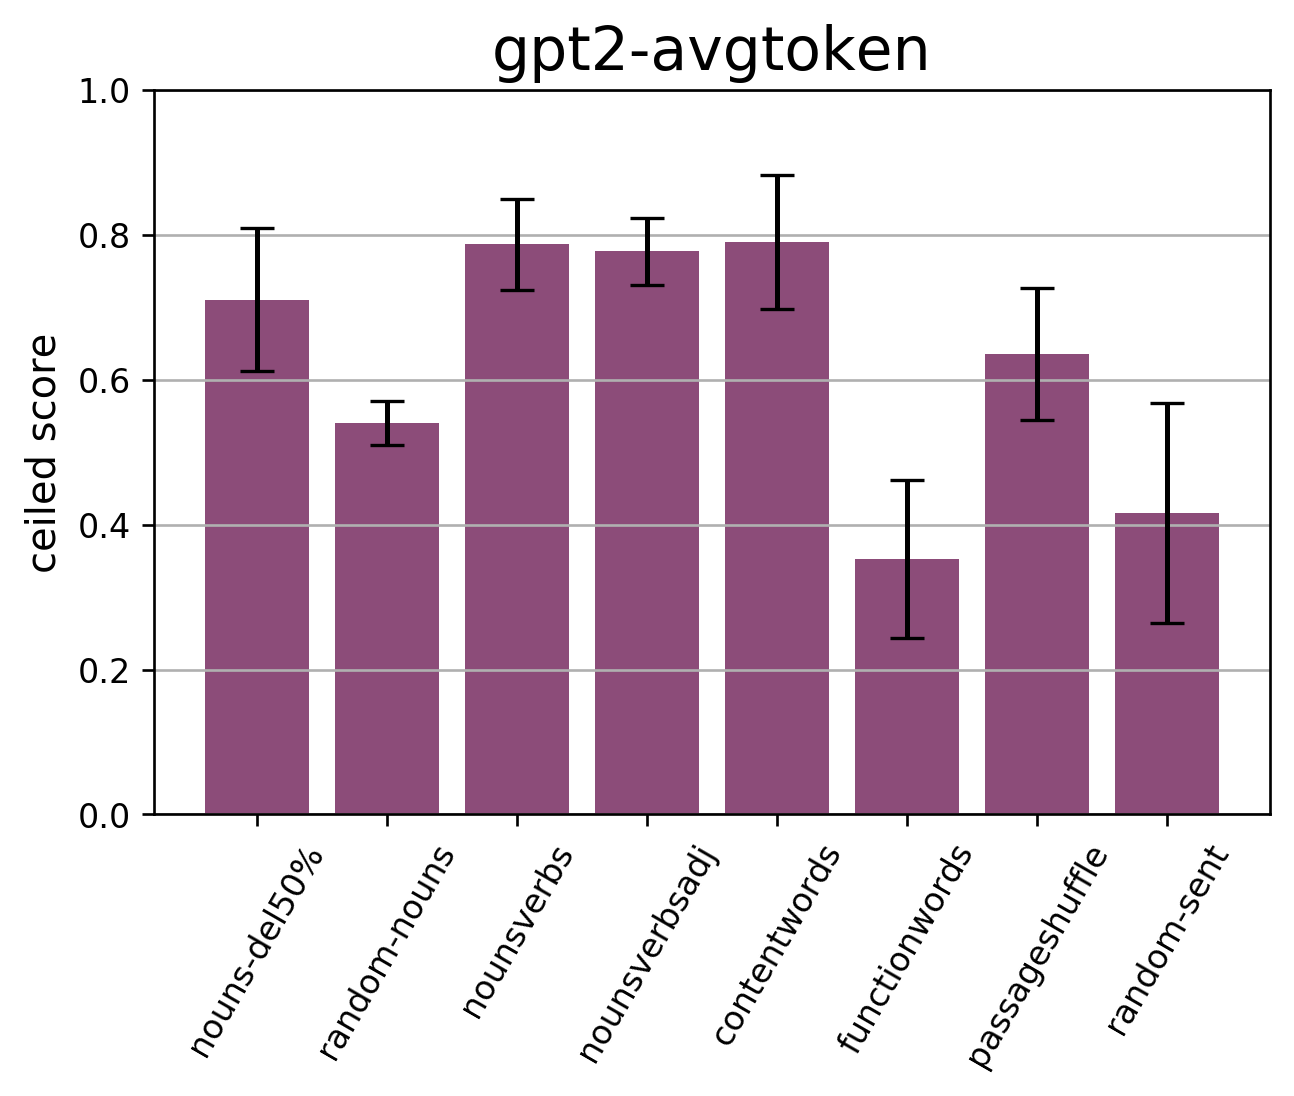 gpt2-avgtoken
1.0
0.8
0.6
0.4
0.2
0.0
ceiled score
nouns-del50%
random-nouns
nounsverbs
nounsverbsadj
contentwords
functionwords
passageshuffle
random-sent